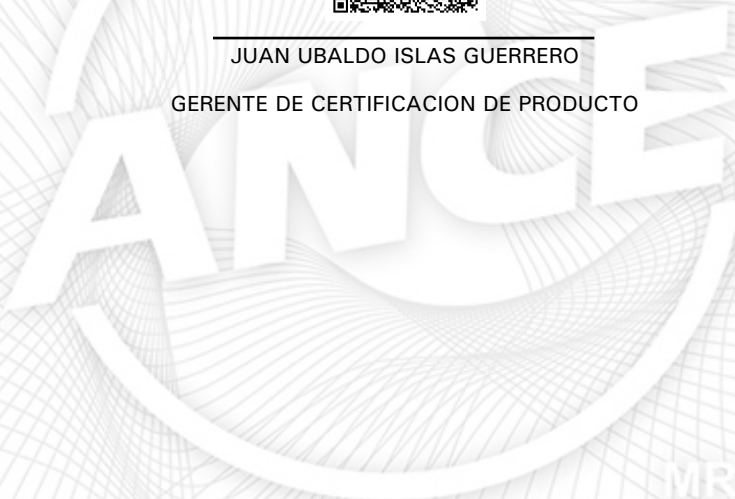 JUAN UBALDO ISLAS GUERRERO
GERENTE DE CERTIFICACION DE PRODUCTO
ANCE
MR